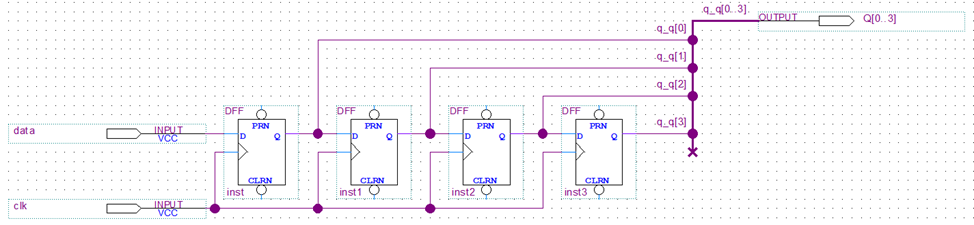 q_q[0..3]
OUTPUT Q[0..3]
q_q[0]
q_q[1]
q_q[2]
DFF DFF DFF DFF
q_q[3]
PRN PRN PRN PRN
data INPUT D Q D Q D Q D Q
VCC
CLRN CLRN CLRN CLRN
inst inst1 inst2 inst3
clk INPUT
VCC